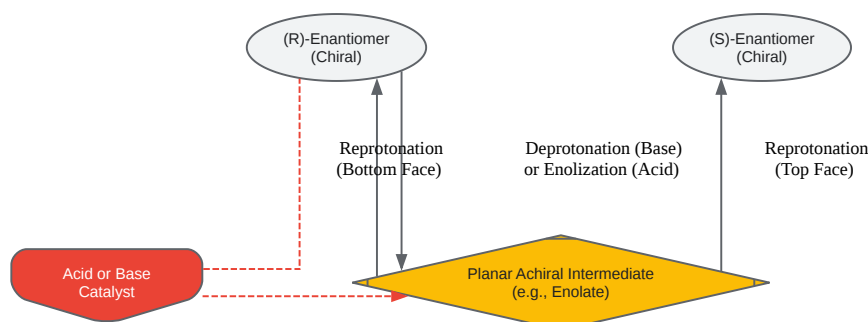 (R)-Enantiomer
(Chiral)
(S)-Enantiomer
(Chiral)
Reprotonation
(Bottom Face)
Deprotonation (Base)
or Enolization (Acid)
Reprotonation
(Top Face)
Acid or Base
Catalyst
Planar Achiral Intermediate
(e.g., Enolate)